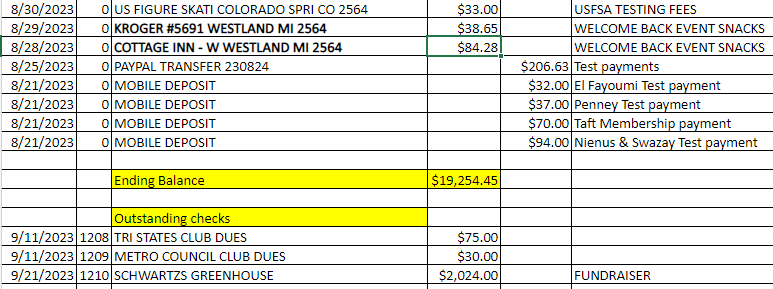 8/30/2023 0 US FIGURE SKATI COLORADO SPRI CO 2564 $33.00 USFSA TESTING FEES
8/29/2023 0 KROGER #5691 WESTLAND MI 2564 $38.65 WELCOME BACK EVENT SNACKS
8/28/2023 0 COTTAGE INN - W WESTLAND MI 2564 $84.28 WELCOME BACK EVENT SNACKS
8/25/2023 0 PAYPAL TRANSFER 230824 $206.63 Test payments
8/21/2023 0 MOBILE DEPOSIT $32.00 El Fayoumi Test payment
8/21/2023 0 MOBILE DEPOSIT $37.00 Penney Test payment
8/21/2023 0 MOBILE DEPOSIT $70.00 Taft Membership payment
8/21/2023 0 MOBILE DEPOSIT $94.00 Nienus & Swazay Test payment
Ending Balance $19,254.45
Outstanding checks
9/11/2023 1208 TRI STATES CLUB DUES $75.00
9/11/2023 1209 METRO COUNCIL CLUB DUES $30.00
9/21/2023 1210 SCHWARTZS GREENHOUSE $2,024.00 FUNDRAISER